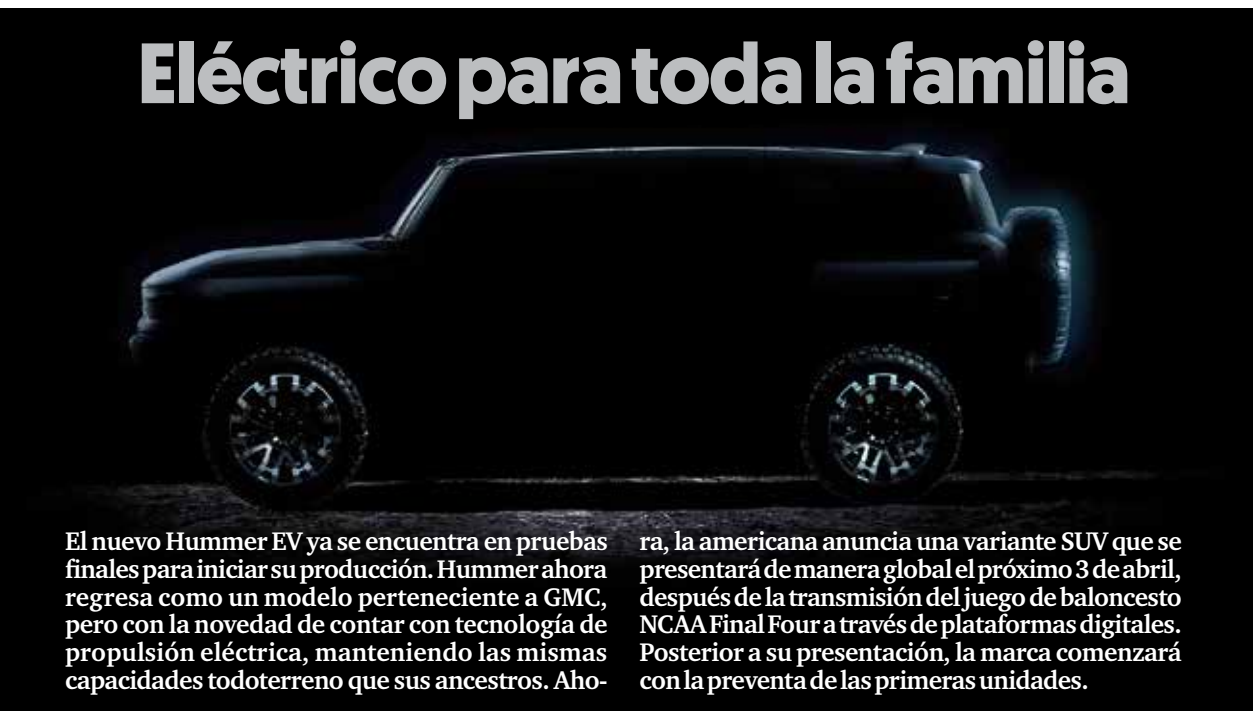 Eléctrico para toda la familia
El nuevo Hummer EV ya se encuentra en pruebas
finales para iniciar su producción. Hummer ahora
regresa como un modelo perteneciente a GMC,
pero con la novedad de contar con tecnología de
propulsión eléctrica, manteniendo las mismas
capacidades todoterreno que sus ancestros. Aho-
ra, la americana anuncia una variante SUV que se
presentará de manera global el próximo 3 de abril,
después de la transmisión del juego de baloncesto
NCAA Final Four a través de plataformas digitales.
Posterior a su presentación, la marca comenzará
con la preventa de las primeras unidades.